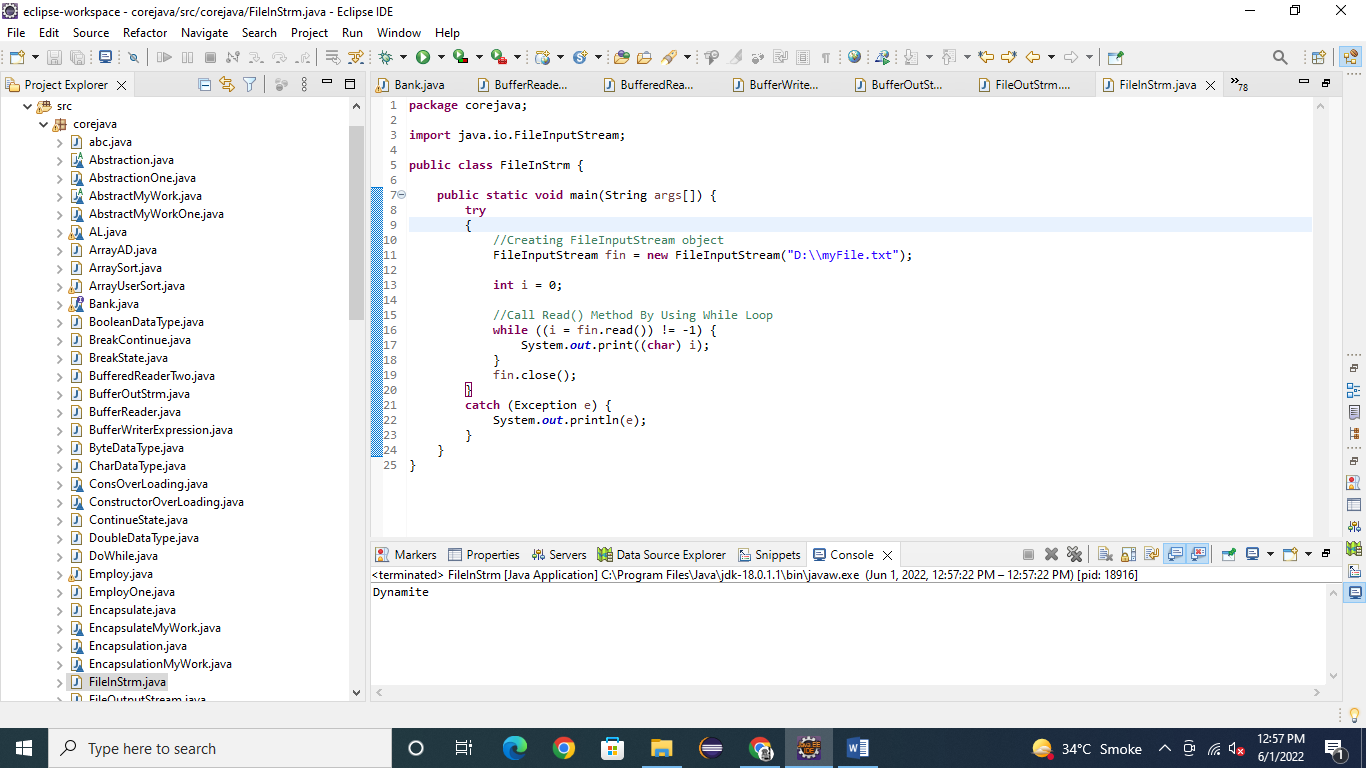 eclipse-workspace - corejava/src/corejava/FileInStrm.java - Eclipse IDE
File Edit Source Refactor Navigate Search Project Run Window Help
Project Explorer
Bank.java BufferReade... BufferedRea... BufferWrite... BufferOutSt... FileOutStrm.... FileInStrm.java 78
src
corejava
abc.java
Abstraction.java
AbstractionOne.java
AbstractMyWork.java
AbstractMyWorkOne.java
AL.java
ArrayAD.java
ArraySort.java
ArrayUserSort.java
Bank.java
BooleanDataType.java
BreakContinue.java
BreakState.java
BufferedReaderTwo.java
BufferOutStrm.java
BufferReader.java
BufferWriterExpression.java
ByteDataType.java
CharDataType.java
ConsOverLoading.java
ConstructorOverLoading.java
ContinueState.java
DoubleDataType.java
DoWhile.java
Employ.java
EmployOne.java
Encapsulate.java
EncapsulateMyWork.java
Encapsulation.java
EncapsulationMyWork.java
FileInStrm.java
FileOutputStream.java
1 package corejava;
2
3 import java.io.FileInputStream;
4
5 public class FileInStrm {
6
7 public static void main(String args[]) {
8 try
9 {
10 //Creating FileInputStream object
11 FileInputStream fin = new FileInputStream("D:\\myFile.txt");
12
13 int i = 0;
14
15 //Call Read() Method By Using While Loop
16 while ((i = fin.read()) != -1) {
17 System.out.print((char) i);
18 }
19 fin.close();
20 }
21 catch (Exception e) {
22 System.out.println(e);
23 }
24 }
25 }
Markers Properties Servers Data Source Explorer Snippets Console
<terminated> FileInStrm [Java Application] C:\Program Files\Java\jdk-18.0.1.1\bin\javaw.exe (Jun 1, 2022, 12:57:22 PM – 12:57:22 PM) [pid: 18916]
Dynamite
Type here to search
34°C Smoke
12:57 PM
6/1/2022
1